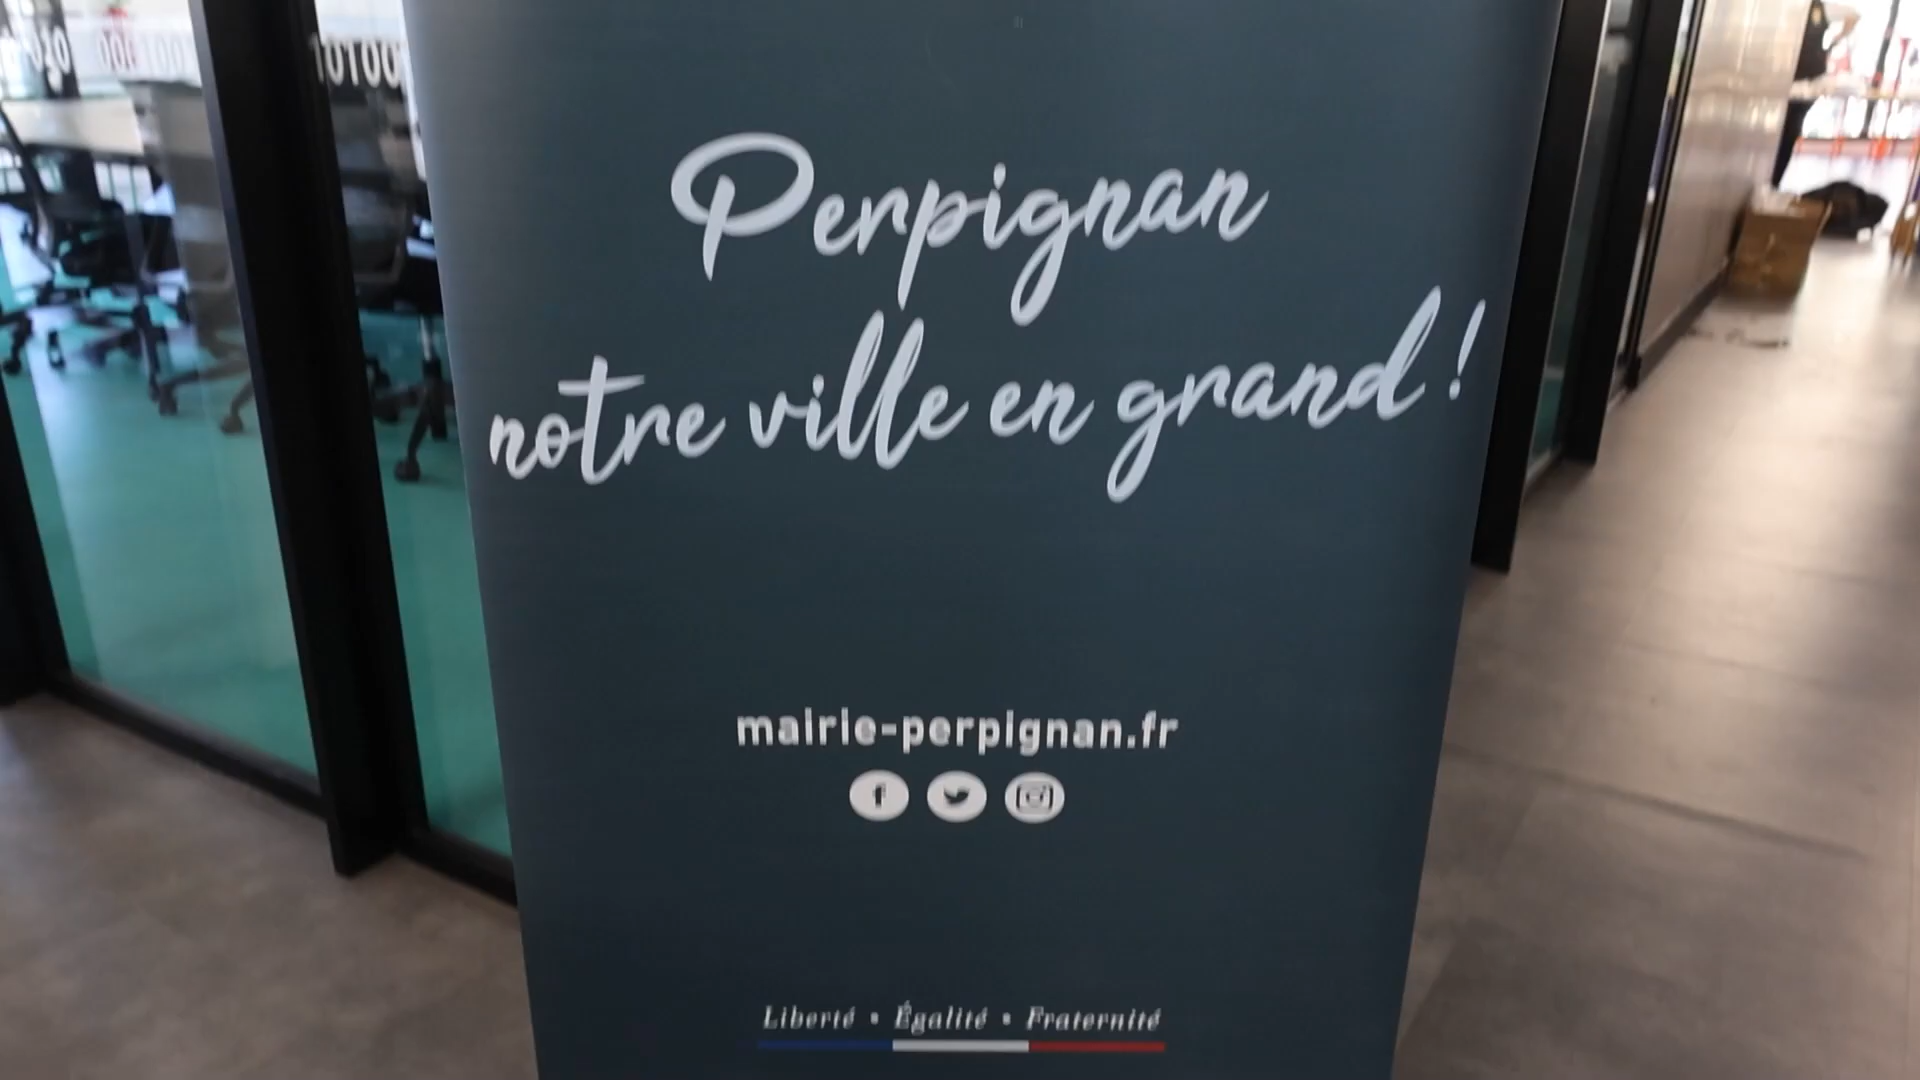 Perpignan
notre ville en grand !
mairie-perpignan.fr
Liberté • Égalité • Fraternité